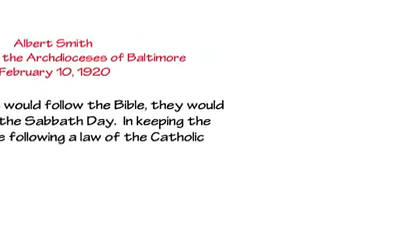 Albert Smith
the Archdioceses of Baltimore
February 10, 1920
would follow the Bible, they would
the Sabbath Day. In keeping the
following a law of the Catholic